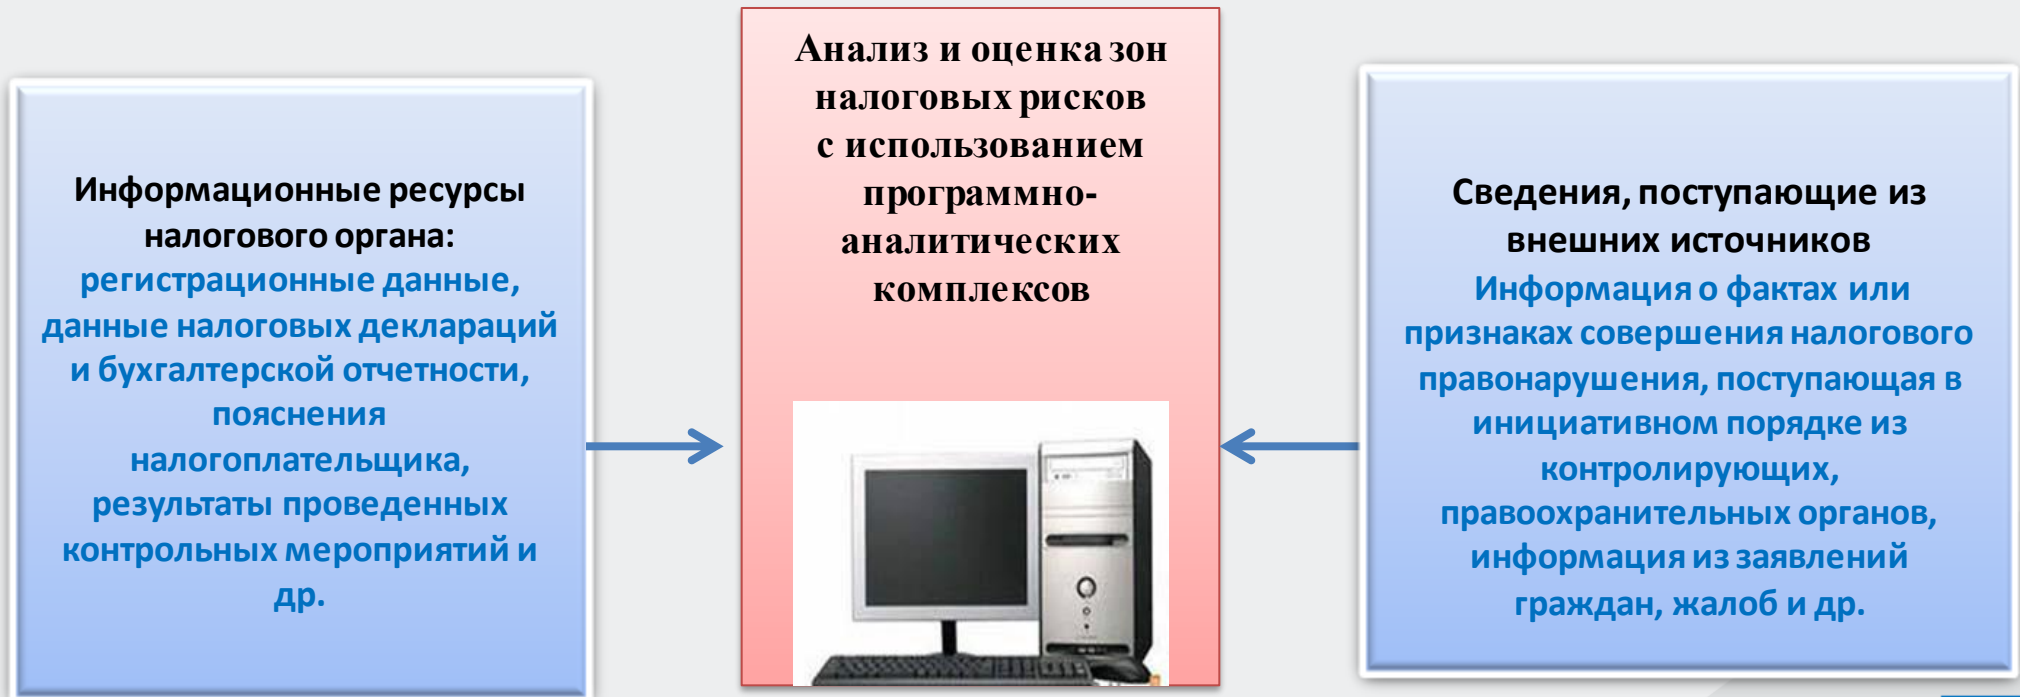 Информационные ресурсы
налогового органа:
регистрационные данные,
данные налоговых деклараций
и бухгалтерской отчетности,
пояснения
налогоплательщика,
результаты проведенных
контрольных мероприятий и
др.
Анализ и оценка зон
налоговых рисков
с использованием
программно-
аналитических
комплексов
Сведения, поступающие из
внешних источников
Информация о фактах или
признаках совершения налогового
правонарушения, поступающая в
инициативном порядке из
контролирующих,
правоохранительных органов,
информация из заявлений
граждан, жалоб и др.